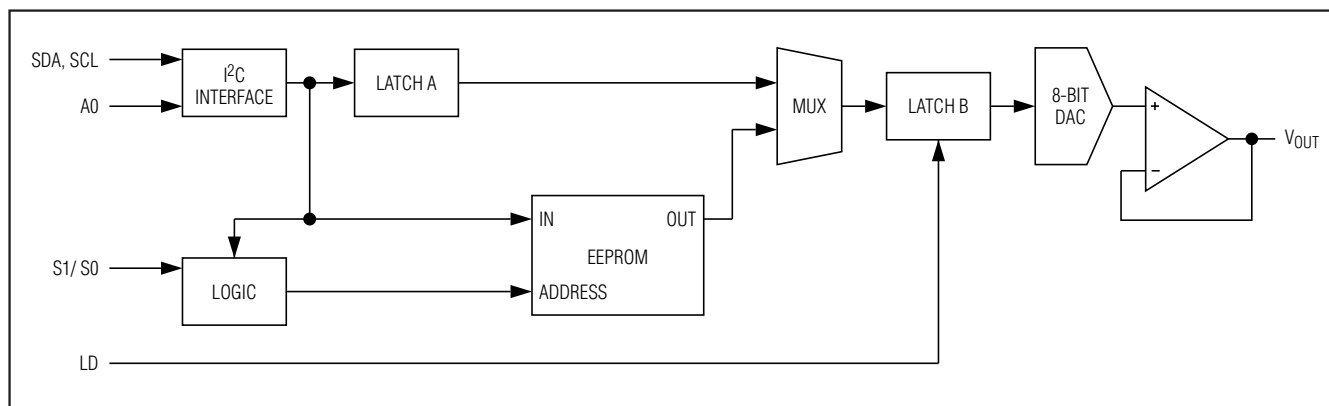 SDA, SCL
A0
I²C
INTERFACE
LATCH A
MUX
LATCH B
8-BIT
DAC
+
−
VOUT
S1/ S0
LOGIC
IN
OUT
EEPROM
ADDRESS
LD